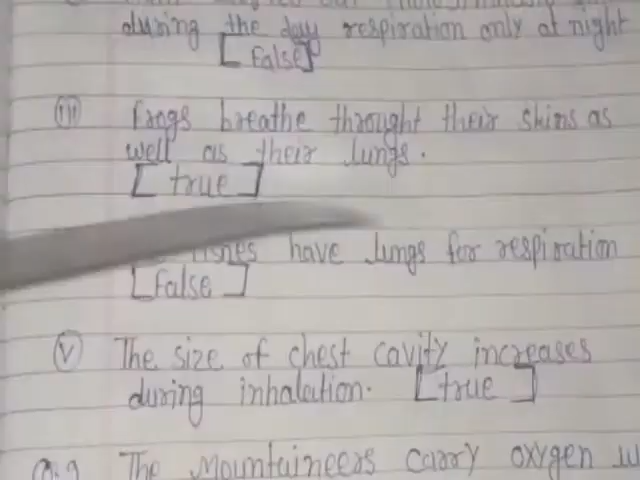 during the day respiration only at night
[False]
(iii) Frogs breathe throught their skins as
well as their lungs.
[true]
have lungs for respiration
[False]
(v) The size of chest cavity increases
during inhalation. [true]
The Mountaineers carry oxygen